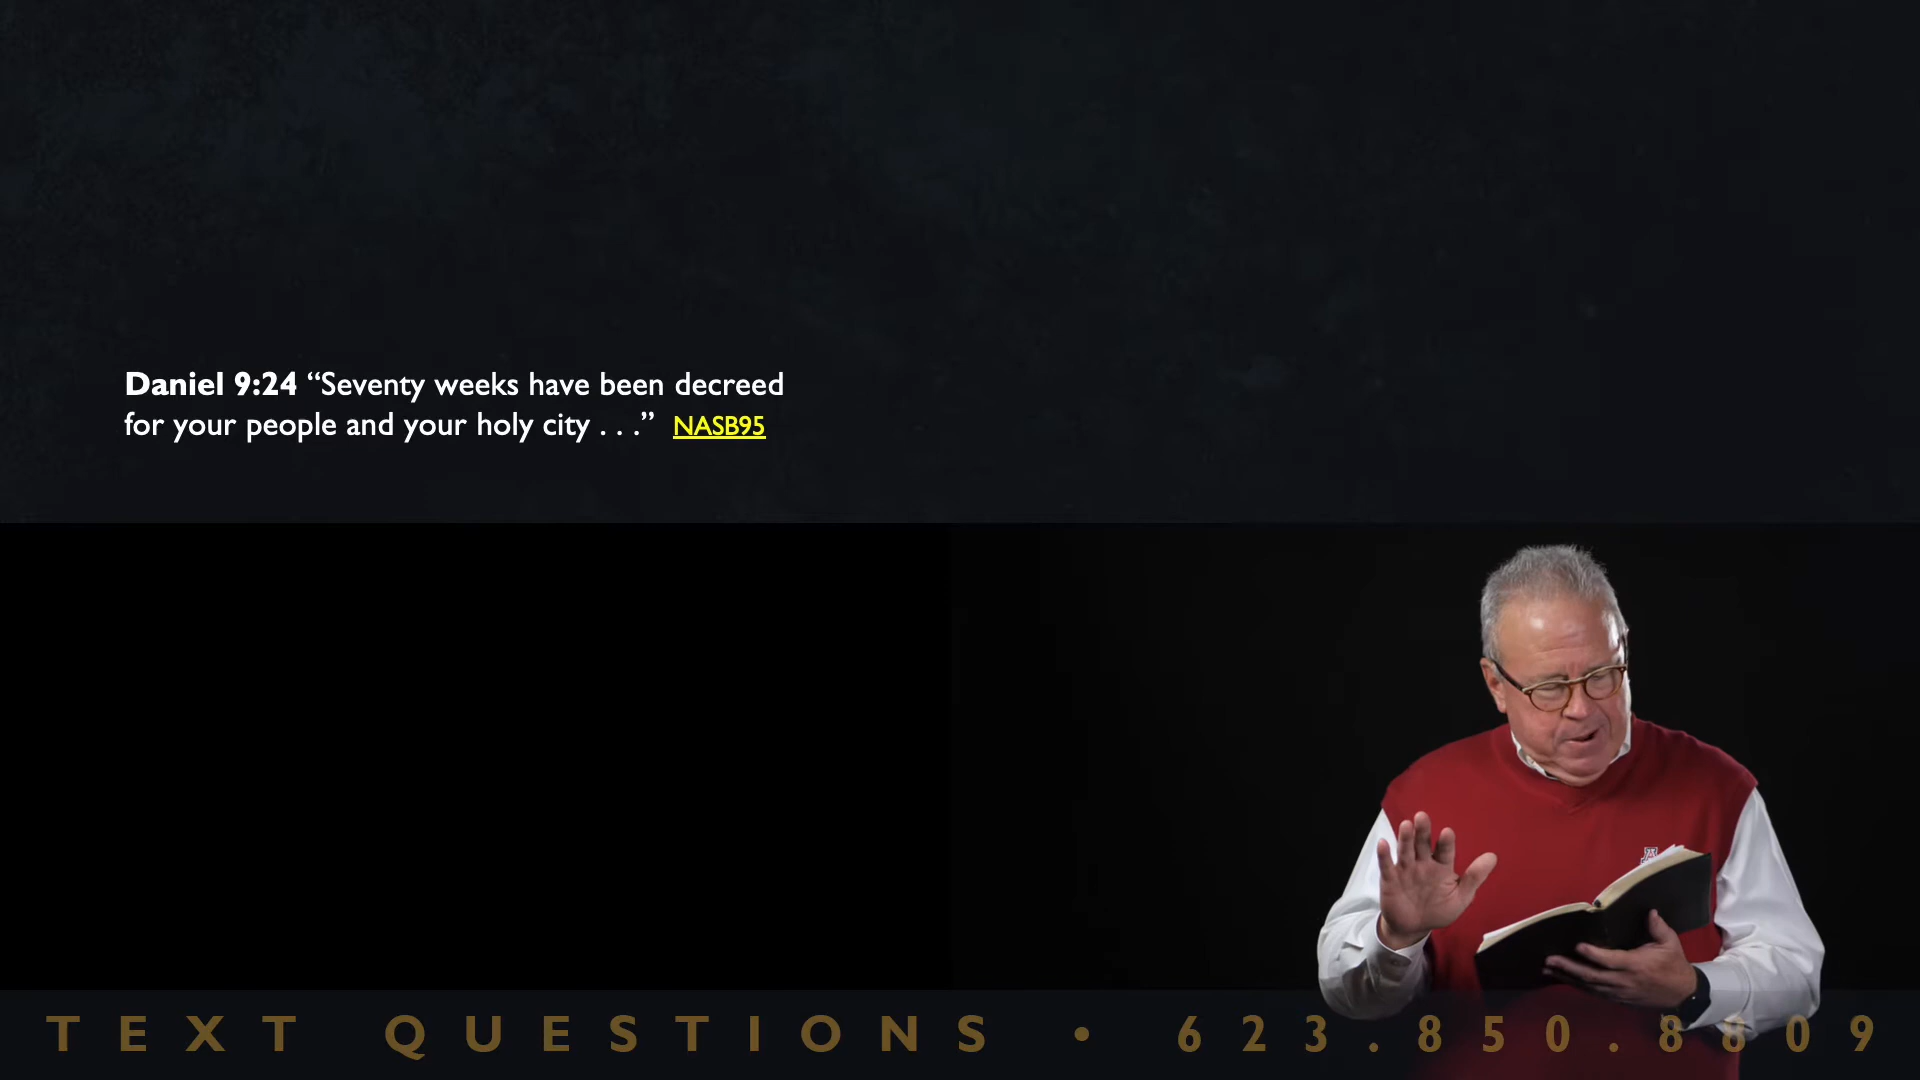 Daniel 9:24 “Seventy weeks have been decreed
for your people and your holy city . . .” NASB95
A
TEXT QUESTIONS • 623.850.8809